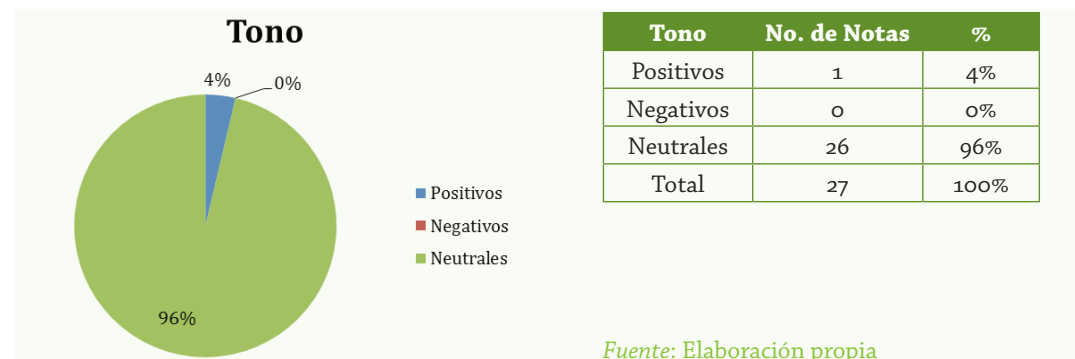 Tono
4%
0%
96%
Positivos
Negativos
Neutrales
Tono No. de Notas %
Positivos 1 4%
Negativos 0 0%
Neutrales 26 96%
Total 27 100%
Fuente: Elaboración propia